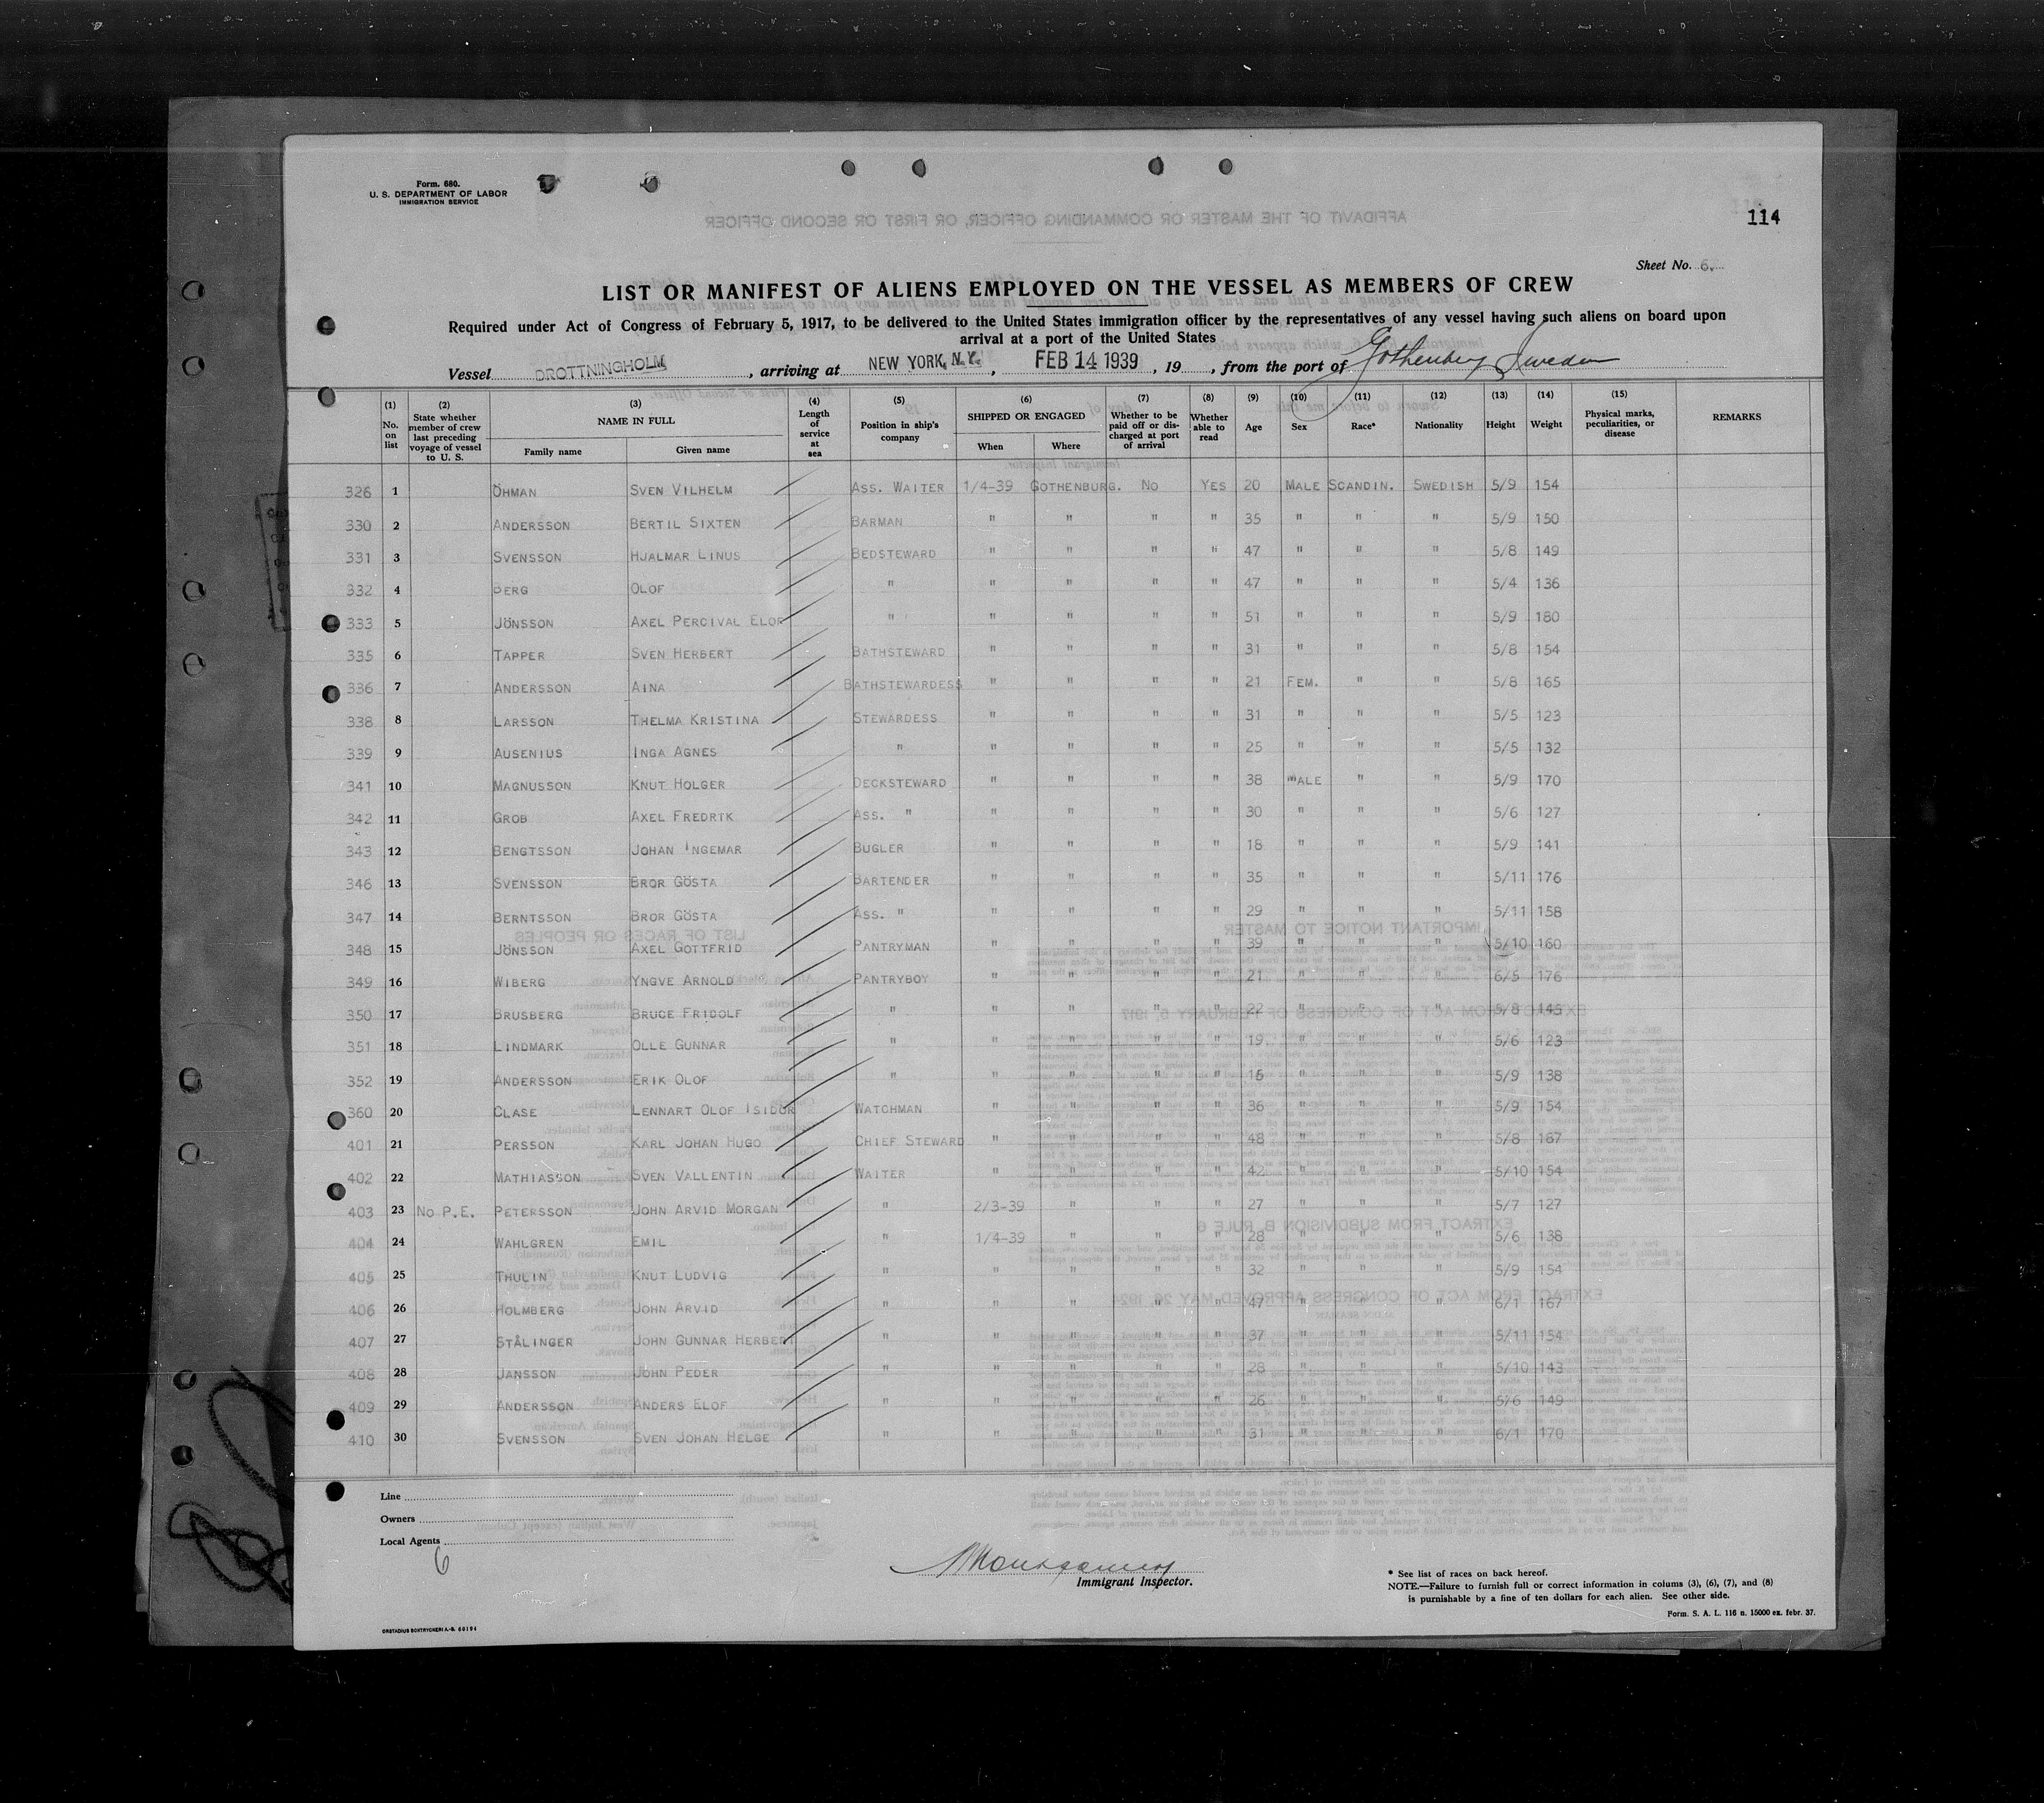 Form. 680.
U. S. DEPARTMENT OF LABOR
IMMIGRATION SERVICE
114
Sheet No. 6.
LIST OR MANIFEST OF ALIENS EMPLOYED ON THE VESSEL AS MEMBERS OF CREW
Required under Act of Congress of February 5, 1917, to be delivered to the United States immigration officer by the representatives of any vessel having such aliens on board upon
arrival at a port of the United States
Vessel DROTTNINGHOLM, arriving at NEW YORK, N.Y., FEB 14 1939, 19, from the port of Gothenburg Sweden
(1) No. on list (2) State whether member of crew last preceding voyage of vessel to U. S. (3) NAME IN FULL Family name Given name (4) Length of service at sea (5) Position in ship's company (6) SHIPPED OR ENGAGED When Where (7) Whether to be paid off or discharged at port of arrival (8) Whether able to read (9) Age (10) Sex (11) Race* (12) Nationality (13) Height (14) Weight (15) Physical marks, peculiarities, or disease REMARKS
326 1 ÖHMAN SVEN VILHELM ASS. WAITER 1/4-39 GOTHENBURG. NO YES 20 MALE SCANDIN. SWEDISH 5/9 154
330 2 ANDERSSON BERTIL SIXTEN BARMAN " " " " 35 " " " 5/9 150
331 3 SVENSSON HJALMAR LINUS BEDSTEWARD " " " " 47 " " " 5/8 149
332 4 BERG OLOF " " " " " 47 " " " 5/4 136
333 5 JÖNSSON AXEL PERCIVAL ELOF " " " " " 51 " " " 5/9 180
335 6 TAPPER SVEN HERBERT BATHSTEWARD " " " " 31 " " " 5/8 154
336 7 ANDERSSON AINA BATHSTEWARDESS " " " " 21 FEM. " " 5/8 165
338 8 LARSSON THELMA KRISTINA STEWARDESS " " " " 31 " " " 5/5 123
339 9 AUSENIUS INGA AGNES " " " " " 25 " " " 5/5 132
341 10 MAGNUSSON KNUT HOLGER DECKSTEWARD " " " " 38 MALE " " 5/9 170
342 11 GROB AXEL FREDRIK ASS. " " " " " 30 " " " 5/6 127
343 12 BENGTSSON JOHAN INGEMAR BUGLER " " " " 18 " " " 5/9 141
346 13 SVENSSON BROR GÖSTA BARTENDER " " " " 35 " " " 5/11 176
347 14 BERNTSSON BROR GÖSTA ASS. " " " " " 29 " " " 5/11 158
348 15 JÖNSSON AXEL GOTTFRID PANTRYMAN " " " " 39 " " " 5/10 160
349 16 WIBERG YNGVE ARNOLD PANTRYBOY " " " " 21 " " " 6/5 176
350 17 BRUSBERG BRUCE FRIDOLF " " " " " 22 " " " 5/8 145
351 18 LINDMARK OLLE GUNNAR " " " " " 19 " " " 5/6 123
352 19 ANDERSSON ERIK OLOF " " " " " " " " 5/9 138
360 20 CLASE LENNART OLOF ISIDOR WATCHMAN " " " " 36 " " " 5/9 154
401 21 PERSSON KARL JOHAN HUGO CHIEF STEWARD " " " " 48 " " " 5/8 167
402 22 MATHIASSON SVEN VALLENTIN WAITER " " " " 42 " " " 5/10 154
403 23 NO P.E. PETERSSON JOHN ARVID MORGAN " 2/3-39 " " " 27 " " " 5/7 127
404 24 WAHLGREN EMIL " 1/4-39 " " " 28 " " " 5/6 138
405 25 THULIN KNUT LUDVIG " " " " " 32 " " " 5/9 154
406 26 HOLMBERG JOHN ARVID " " " " " 47 " " " 6/1 167
407 27 STÅLINGER JOHN GUNNAR HERBER " " " " " 37 " " " 5/11 154
408 28 JANSSON JOHN PEDER " " " " " 28 " " " 5/10 143
409 29 ANDERSSON ANDERS ELOF " " " " " 26 " " " 5/6 149
410 30 SVENSSON SVEN JOHAN HELGE " " " " " 31 " " " 6/1 170
Line
Owners
Local Agents
6
Montgomery
Immigrant Inspector.
* See list of races on back hereof.
NOTE.—Failure to furnish full or correct information in colums (3), (6), (7), and (8)
is purnishable by a fine of ten dollars for each alien. See other side.
Form. S. A. L. 116 n. 15000 ex. febr. 37.
ORSTADIUS BOKTRYCKERI A.-B. 60194